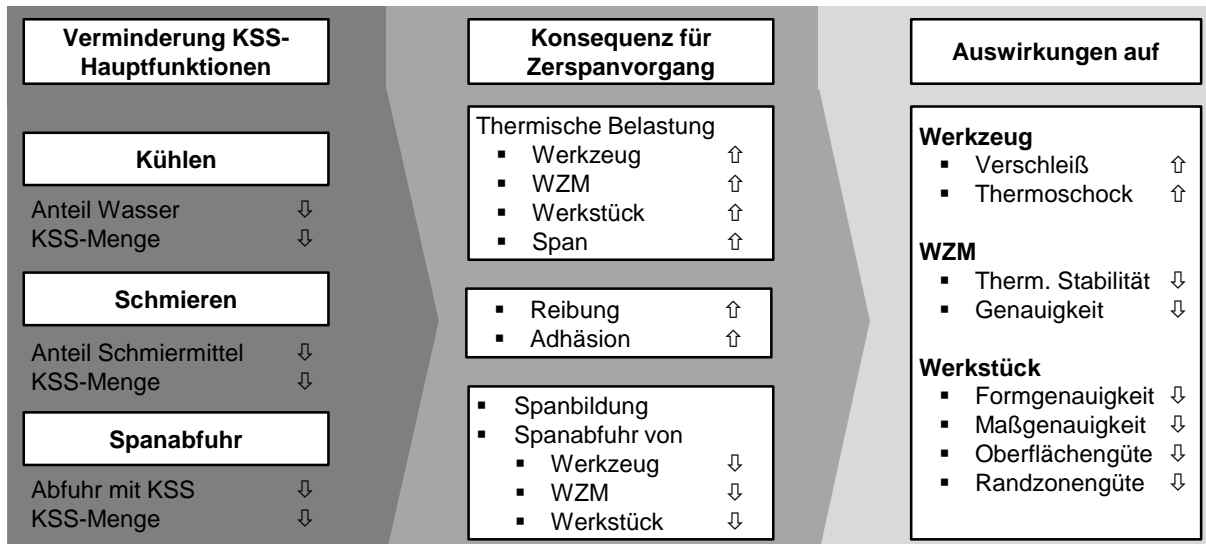 Verminderung KSS-
Hauptfunktionen
Kühlen
Anteil Wasser ⇩
KSS-Menge ⇩
Schmieren
Anteil Schmiermittel ⇩
KSS-Menge ⇩
Spanabfuhr
Abfuhr mit KSS ⇩
KSS-Menge ⇩
Konsequenz für
Zerspanvorgang
Thermische Belastung
▪ Werkzeug ⇧
▪ WZM ⇧
▪ Werkstück ⇧
▪ Span ⇧
▪ Reibung ⇧
▪ Adhäsion ⇧
▪ Spanbildung
▪ Spanabfuhr von
▪ Werkzeug ⇩
▪ WZM ⇩
▪ Werkstück ⇩
Auswirkungen auf
Werkzeug
▪ Verschleiß ⇧
▪ Thermoschock ⇧
WZM
▪ Therm. Stabilität ⇩
▪ Genauigkeit ⇩
Werkstück
▪ Formgenauigkeit ⇩
▪ Maßgenauigkeit ⇩
▪ Oberflächengüte ⇩
▪ Randzonengüte ⇩